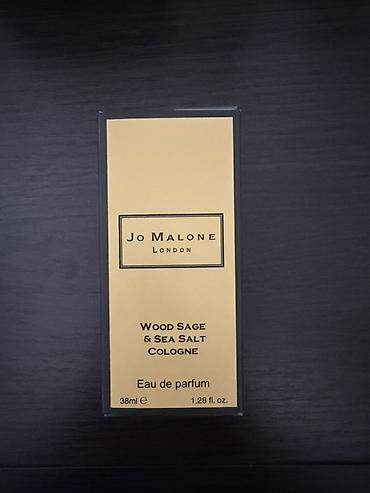 Jo Malone
London
Wood Sage
& Sea Salt
Cologne
Eau de parfum
38ml ℮ 1.28 fl. oz.